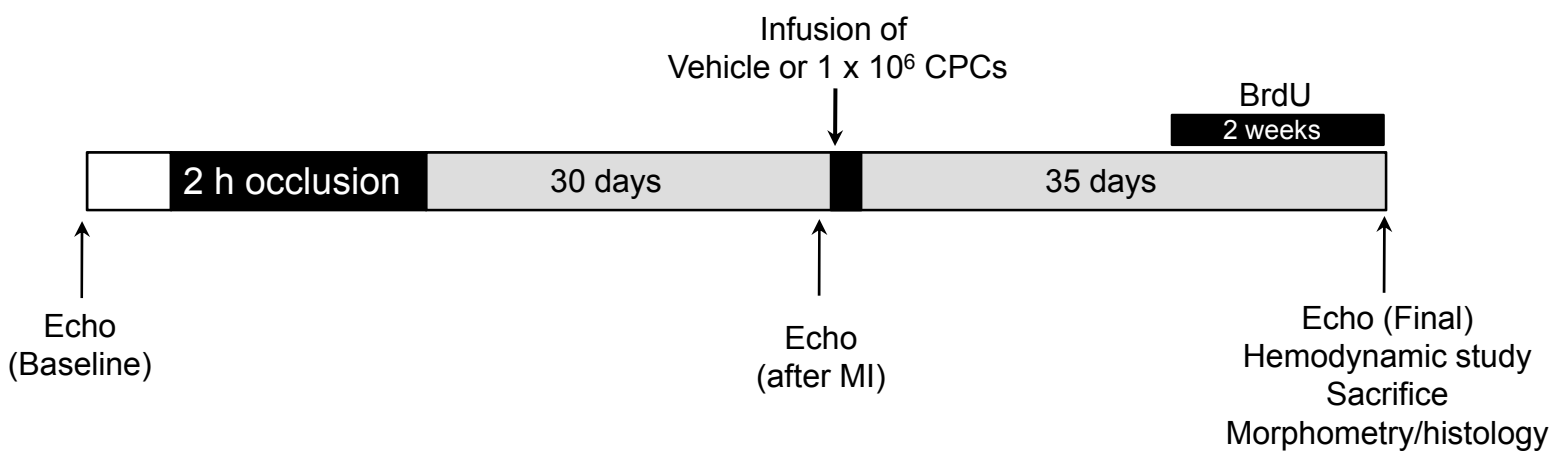 Infusion of
Vehicle or 1 x 10⁶ CPCs
BrdU
2 weeks
2 h occlusion
30 days
35 days
Echo
(Baseline)
Echo
(after MI)
Echo (Final)
Hemodynamic study
Sacrifice
Morphometry/histology